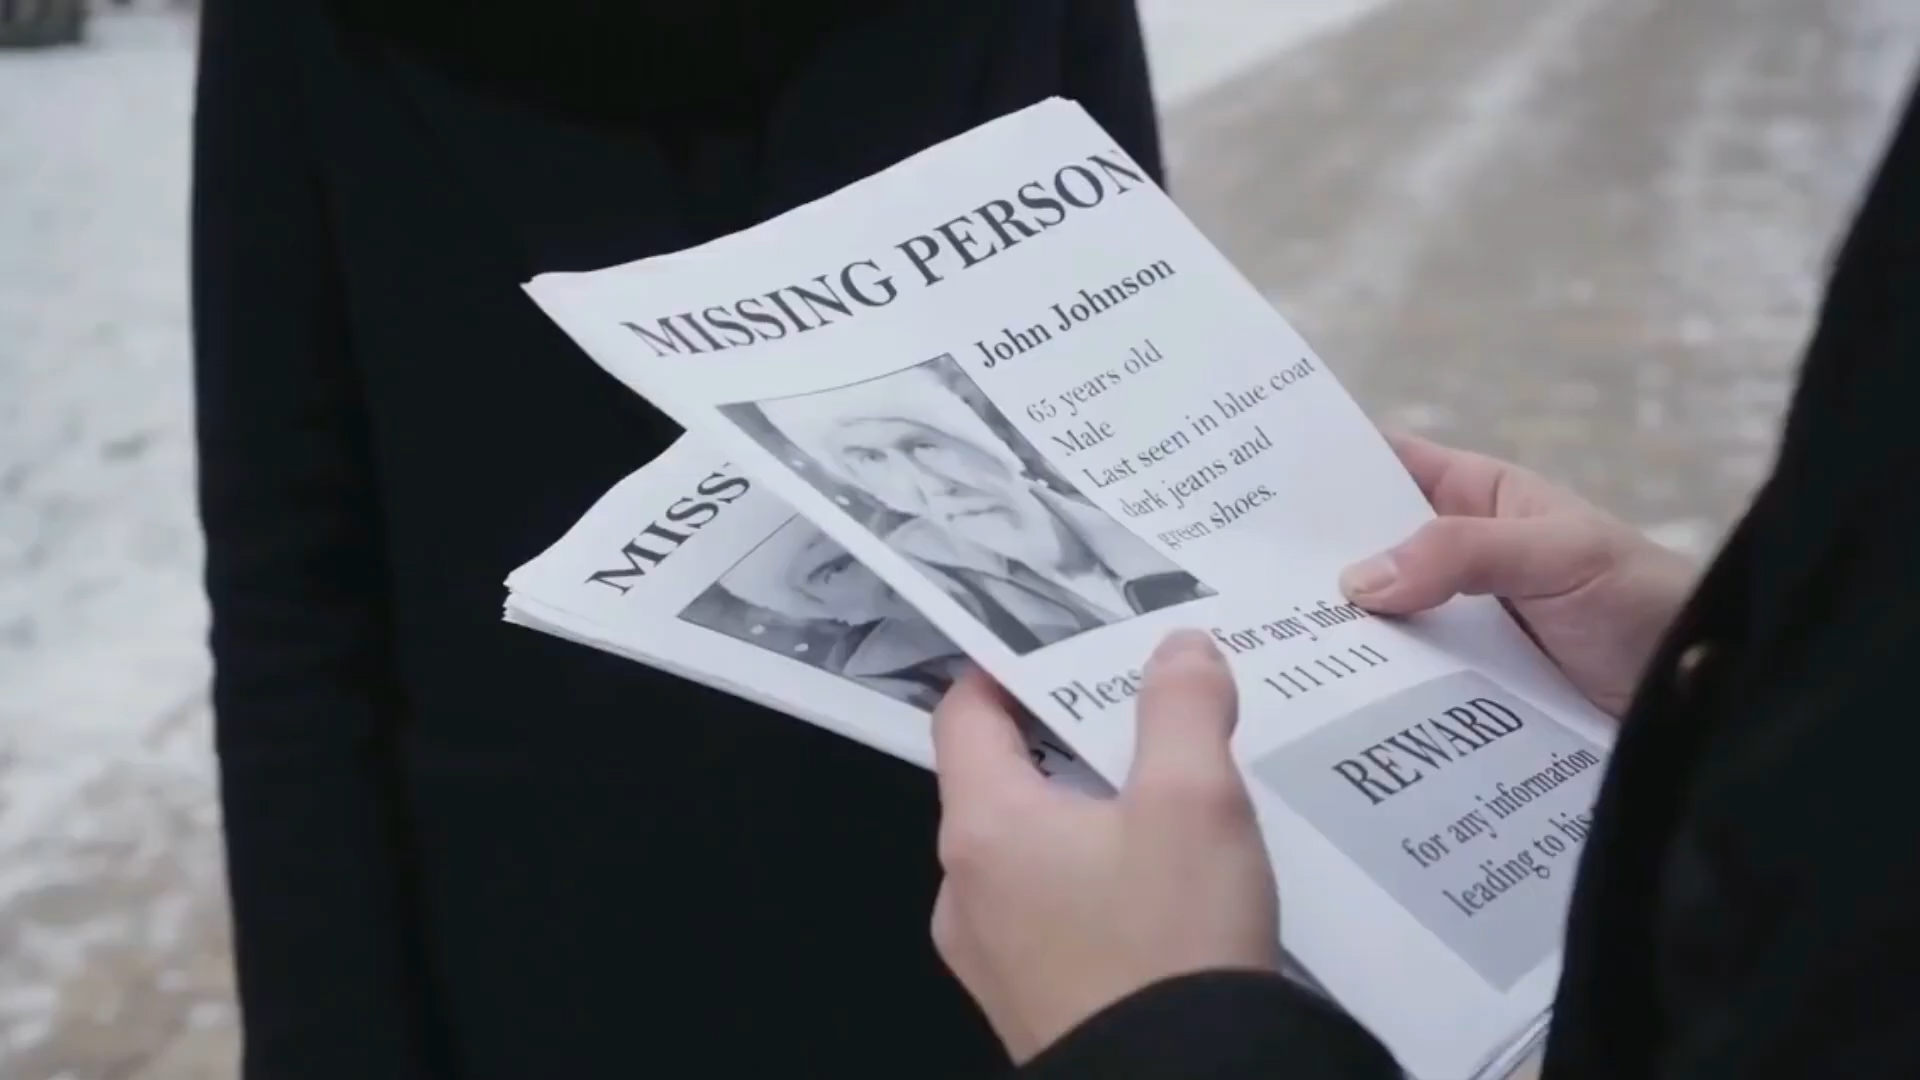 MISSING PERSON
John Johnson
65 years old
Male
Last seen in blue coat
dark jeans and
green shoes.
for any
111 11 11
REWARD
for any information
leading to his
MISS